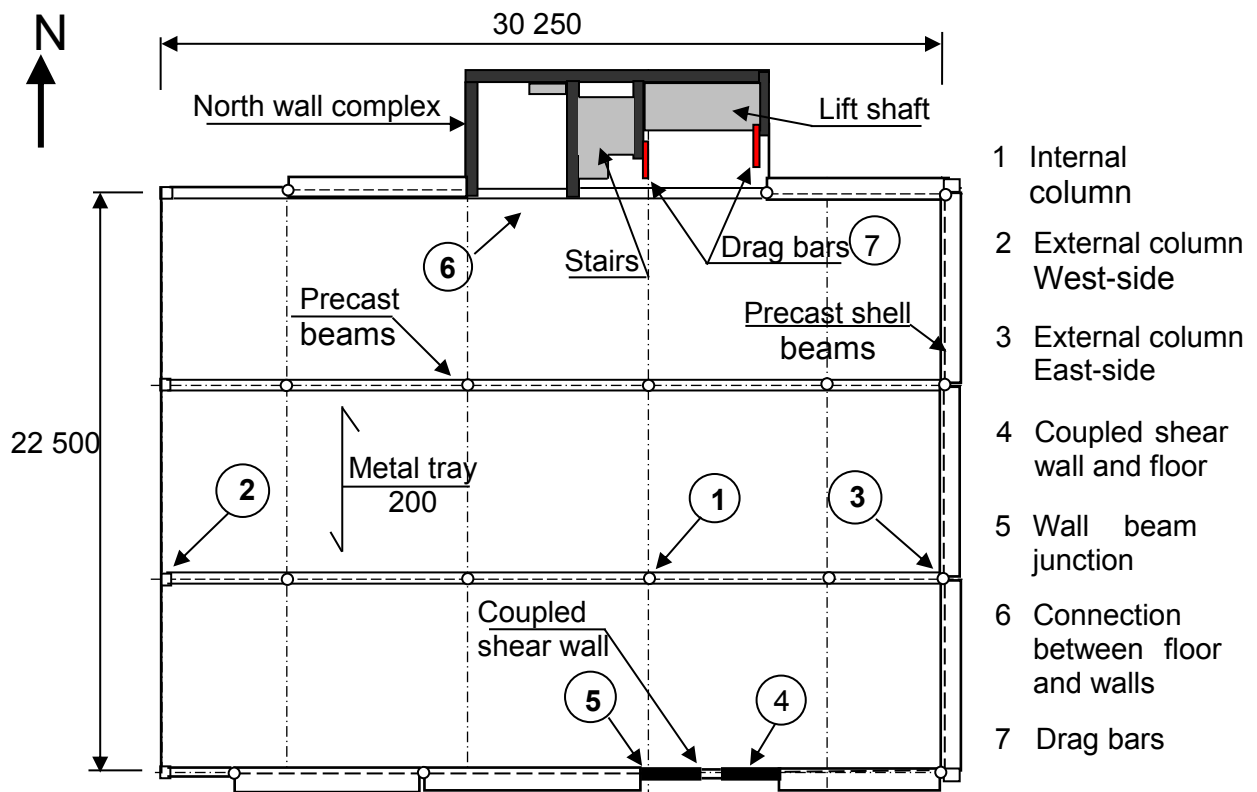 30 250
N
North wall complex
Lift shaft
1 Internal
column
2 External column
West-side
3 External column
East-side
4 Coupled shear
wall and floor
5 Wall beam
junction
6 Connection
between floor
and walls
7 Drag bars
6
Stairs
Drag bars
7
Precast
beams
Precast shell
beams
22 500
2
Metal tray
200
1
3
Coupled
shear wall
5
4